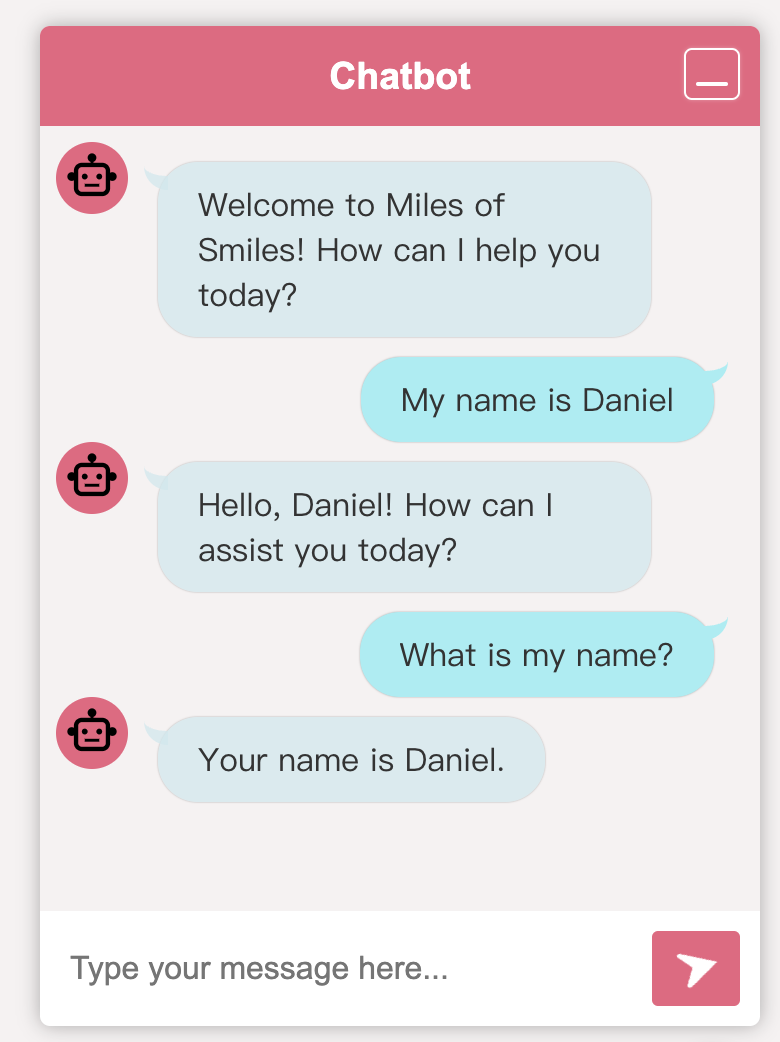 Chatbot
Welcome to Miles of
Smiles! How can I help you
today?
My name is Daniel
Hello, Daniel! How can I
assist you today?
What is my name?
Your name is Daniel.
Type your message here...